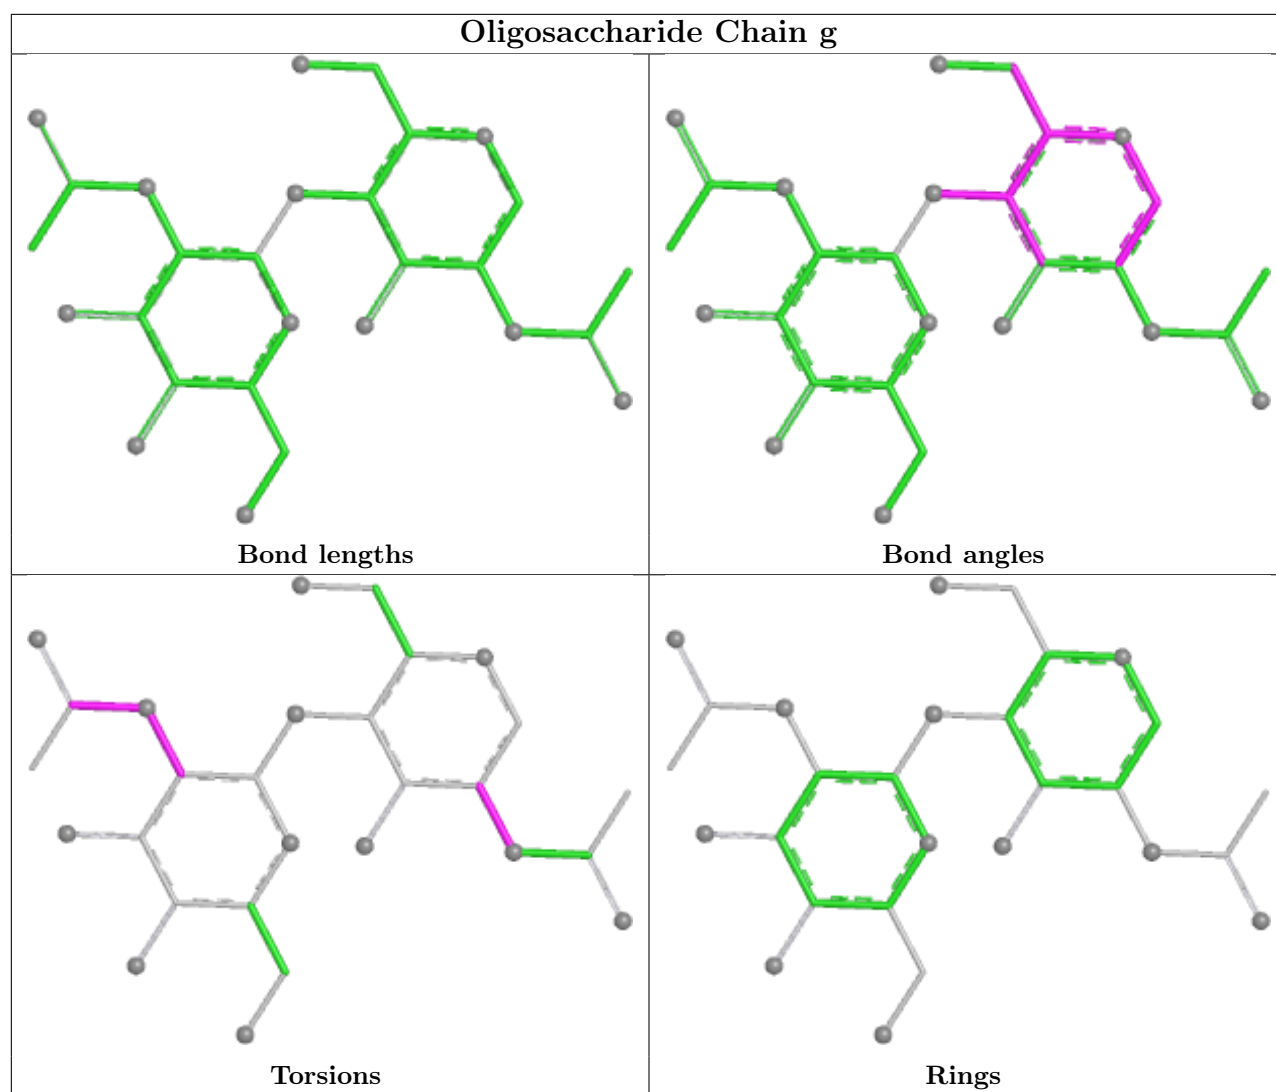 Oligosaccharide Chain g
Bond lengths
Bond angles
Torsions
Rings